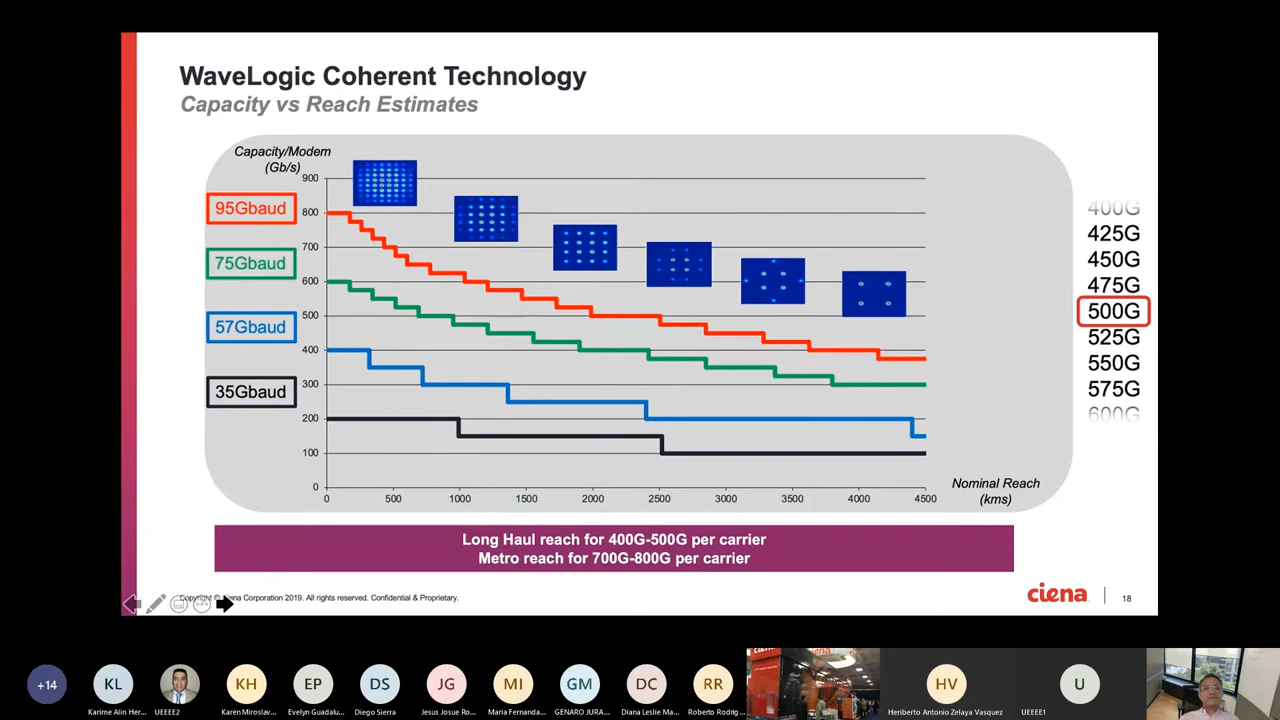 WaveLogic Coherent Technology
Capacity vs Reach Estimates
Capacity/Modem
(Gb/s)
900
800
700
600
500
400
300
200
100
0
95Gbaud
75Gbaud
57Gbaud
35Gbaud
0 500 1000 1500 2000 2500 3000 3500 4000 4500
Nominal Reach
(kms)
400G
425G
450G
475G
500G
525G
550G
575G
600G
Long Haul reach for 400G-500G per carrier
Metro reach for 700G-800G per carrier
Copyright © Ciena Corporation 2019. All rights reserved. Confidential & Proprietary.
ciena
18
+14
KL
KH
EP
DS
JG
MI
GM
DC
RR
HV
U
Karime Alin Her...
UEEEE2
Karen Miroslav...
Evelyn Guadalu...
Diego Sierra
Jesus Josue Ro...
Maria Fernanda...
GENARO JURA...
Diana Leslie Ma...
Roberto Rodrig...
Heriberto Antonio Zelaya Vasquez
UEEEE1